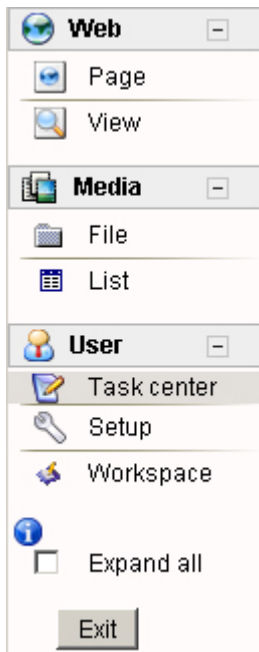 Web
Page
View
Media
File
List
User
Task center
Setup
Workspace
Expand all
Exit